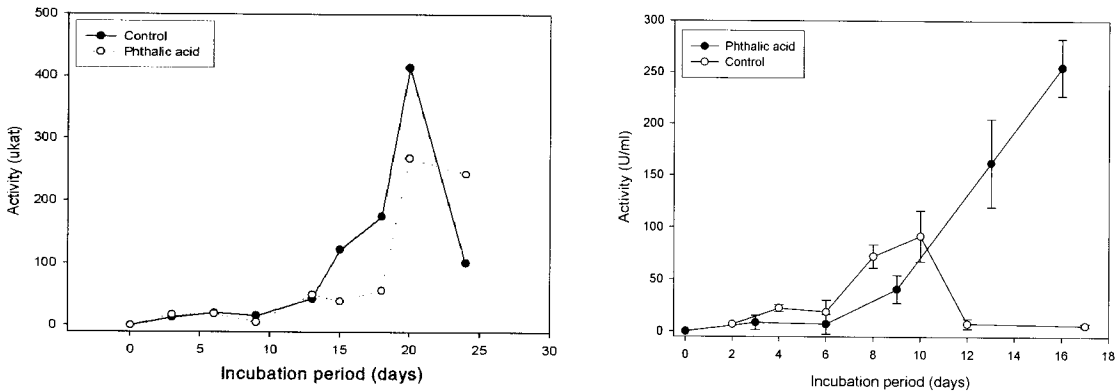 500
400
300
200
100
0
Activity (ukat)
Control
Phthalic acid
0 5 10 15 20 25 30
Incubation period (days)
300
250
200
150
100
50
0
Activity (U/ml)
Phthalic acid
Control
0 2 4 6 8 10 12 14 16 18
Incubation period (days)